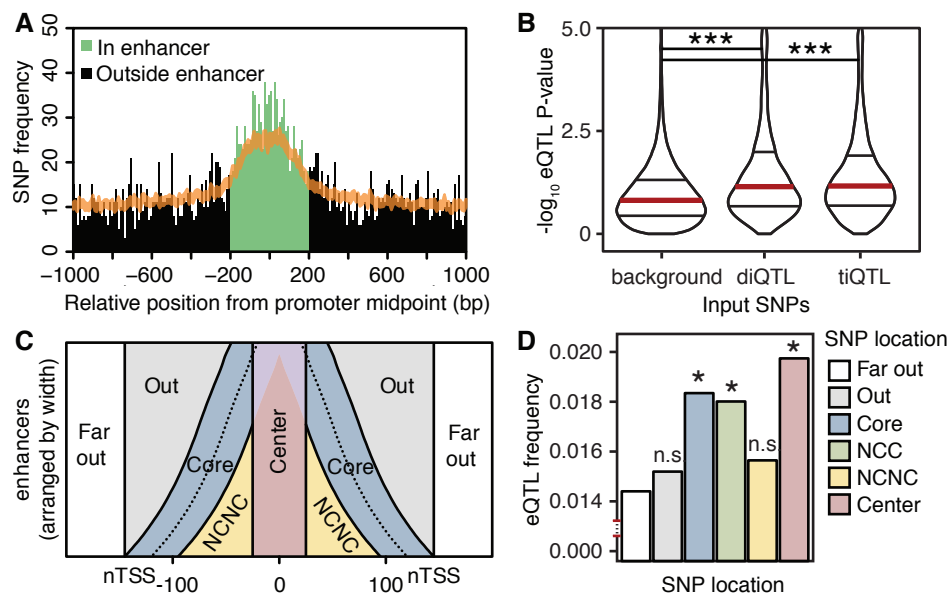 A
50
40
30
20
10
0
SNP frequency
In enhancer
Outside enhancer
−1000 −600 −200 200 600 1000
Relative position from promoter midpoint (bp)
B
5.0
2.5
0
-log10 eQTL P-value
***
***
background diQTL tiQTL
Input SNPs
C
enhancers
(arranged by width)
Far
out
Out
Core
NCNC
Center
NCNC
Core
Out
Far
out
nTSS -100 0 100 nTSS
D
0.020
0.018
0.016
0.014
0.000
eQTL frequency
n.s
*
*
n.s
*
SNP location
SNP location
Far out
Out
Core
NCC
NCNC
Center